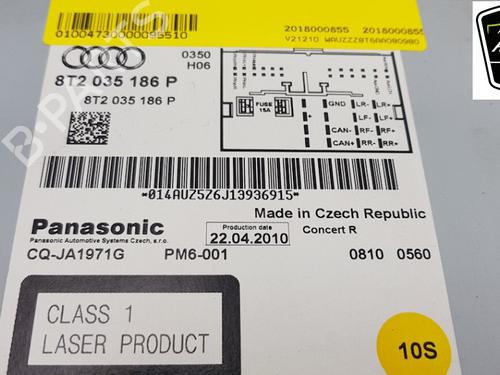 01004730000095510
2018000855 2018000855
V21210 WAUZZZ8T6AA080980
0350
H06
8T2 035 186 P
8T2 035 186 P
FUSE
15A
GND LR- LR+
LF- LF+
CAN- RF- RF+
CAN+ RR- RR+
*014AUZ5Z6J13936915*
Panasonic
Panasonic Automotive Systems Czech, s.r.o.
Production date
22.04.2010
Made in Czech Republic
Concert R
CQ-JA1971G PM6-001 0810 0560
CLASS 1
LASER PRODUCT
10S
B-PARTS